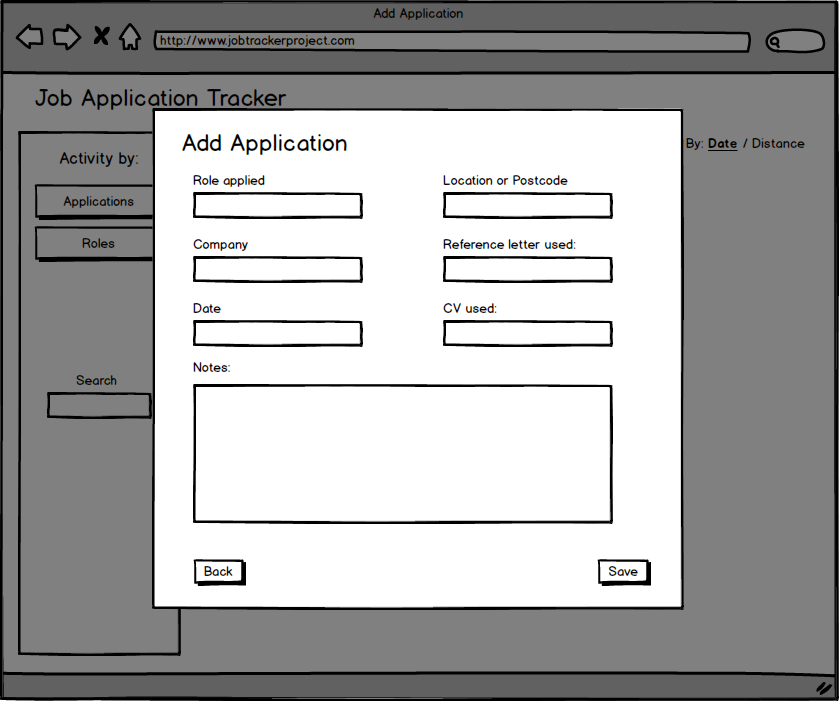 Add Application
http://www.jobtrackerproject.com
Job Application Tracker
Activity by:
Applications
Roles
Search
By: Date / Distance
Add Application
Role applied
Location or Postcode
Company
Reference letter used:
Date
CV used:
Notes:
Back
Save